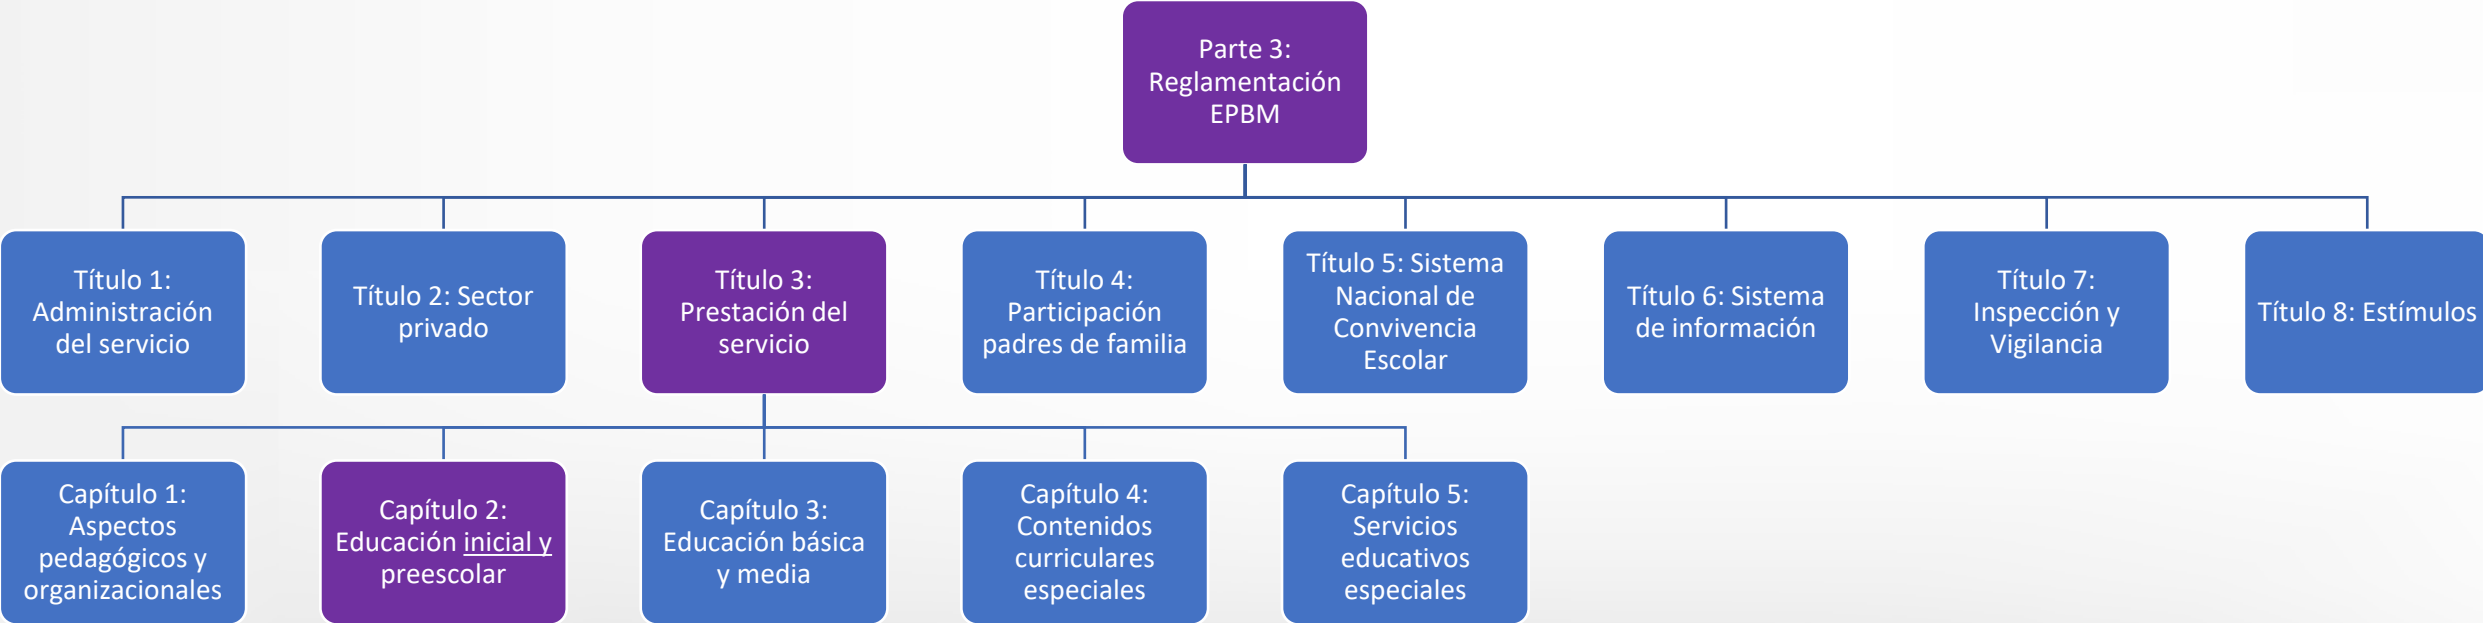 Parte 3:
Reglamentación
EPBM
Título 1:
Administración
del servicio
Título 2: Sector
privado
Título 3:
Prestación del
servicio
Título 4:
Participación
padres de familia
Título 5: Sistema
Nacional de
Convivencia
Escolar
Título 6: Sistema
de información
Título 7:
Inspección y
Vigilancia
Título 8: Estímulos
Capítulo 1:
Aspectos
pedagógicos y
organizacionales
Capítulo 2:
Educación inicial y
preescolar
Capítulo 3:
Educación básica
y media
Capítulo 4:
Contenidos
curriculares
especiales
Capítulo 5:
Servicios
educativos
especiales